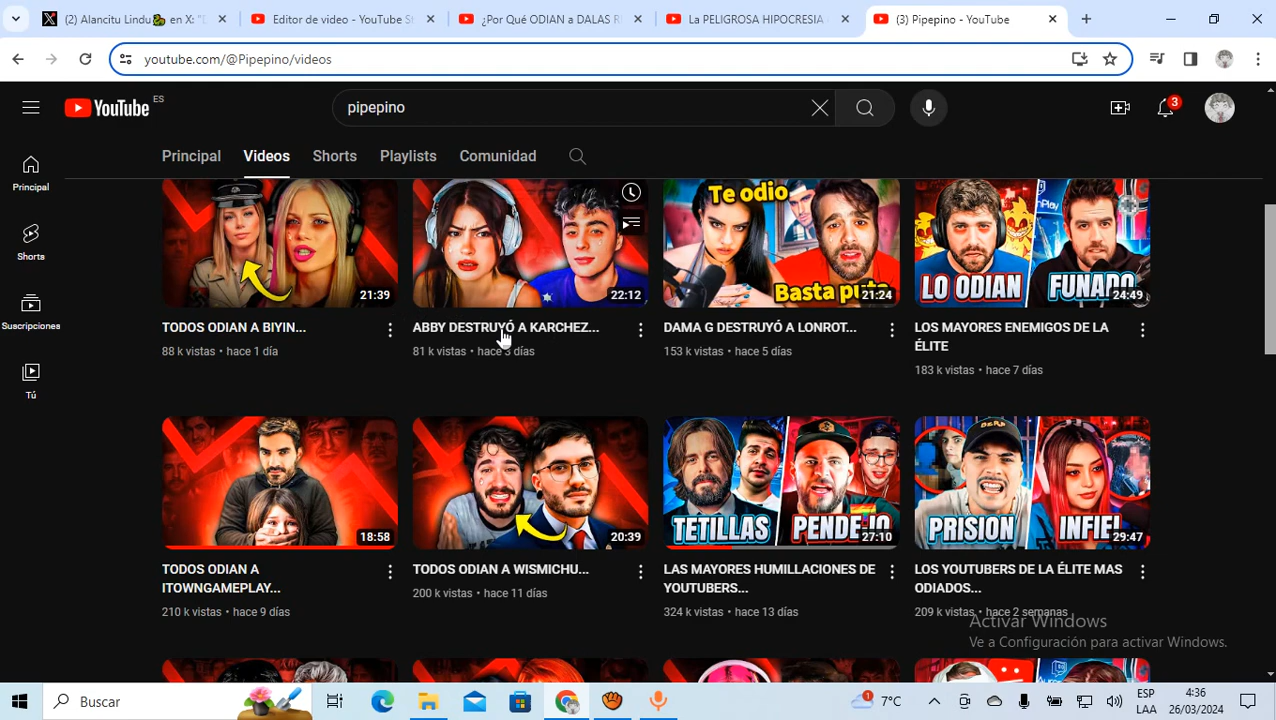 (2) Alancitu Lindu🐍 en X: "D
Editor de video - YouTube St
¿Por Qué ODIAN a DALAS R
La PELIGROSA HIPOCRESIA
(3) Pipepino - YouTube
youtube.com/@Pipepino/videos
YouTube ES
pipepino
3
Principal
Videos
Shorts
Playlists
Comunidad
Principal
Shorts
Suscripciones
Tú
21:39
22:12
Te odio
Basta puta
21:24
LO ODIAN
FUNADO
24:49
TODOS ODIAN A BIYIN...
88 k vistas • hace 1 día
ABBY DESTRUYÓ A KARCHEZ...
81 k vistas • hace 3 días
DAMA G DESTRUYÓ A LONROT...
153 k vistas • hace 5 días
LOS MAYORES ENEMIGOS DE LA
ÉLITE
183 k vistas • hace 7 días
18:58
20:39
TETILLAS
PENDEJO
27:10
PRISION
INFIEL
29:47
TODOS ODIAN A
ITOWNGAMEPLAY...
210 k vistas • hace 9 días
TODOS ODIAN A WISMICHU...
200 k vistas • hace 11 días
LAS MAYORES HUMILLACIONES DE
YOUTUBERS...
324 k vistas • hace 13 días
LOS YOUTUBERS DE LA ÉLITE MAS
ODIADOS...
209 k vistas • hace 2 semanas
Activar Windows
Ve a Configuración para activar Windows.
Buscar
1
7°C
ESP
LAA
4:36
26/03/2024